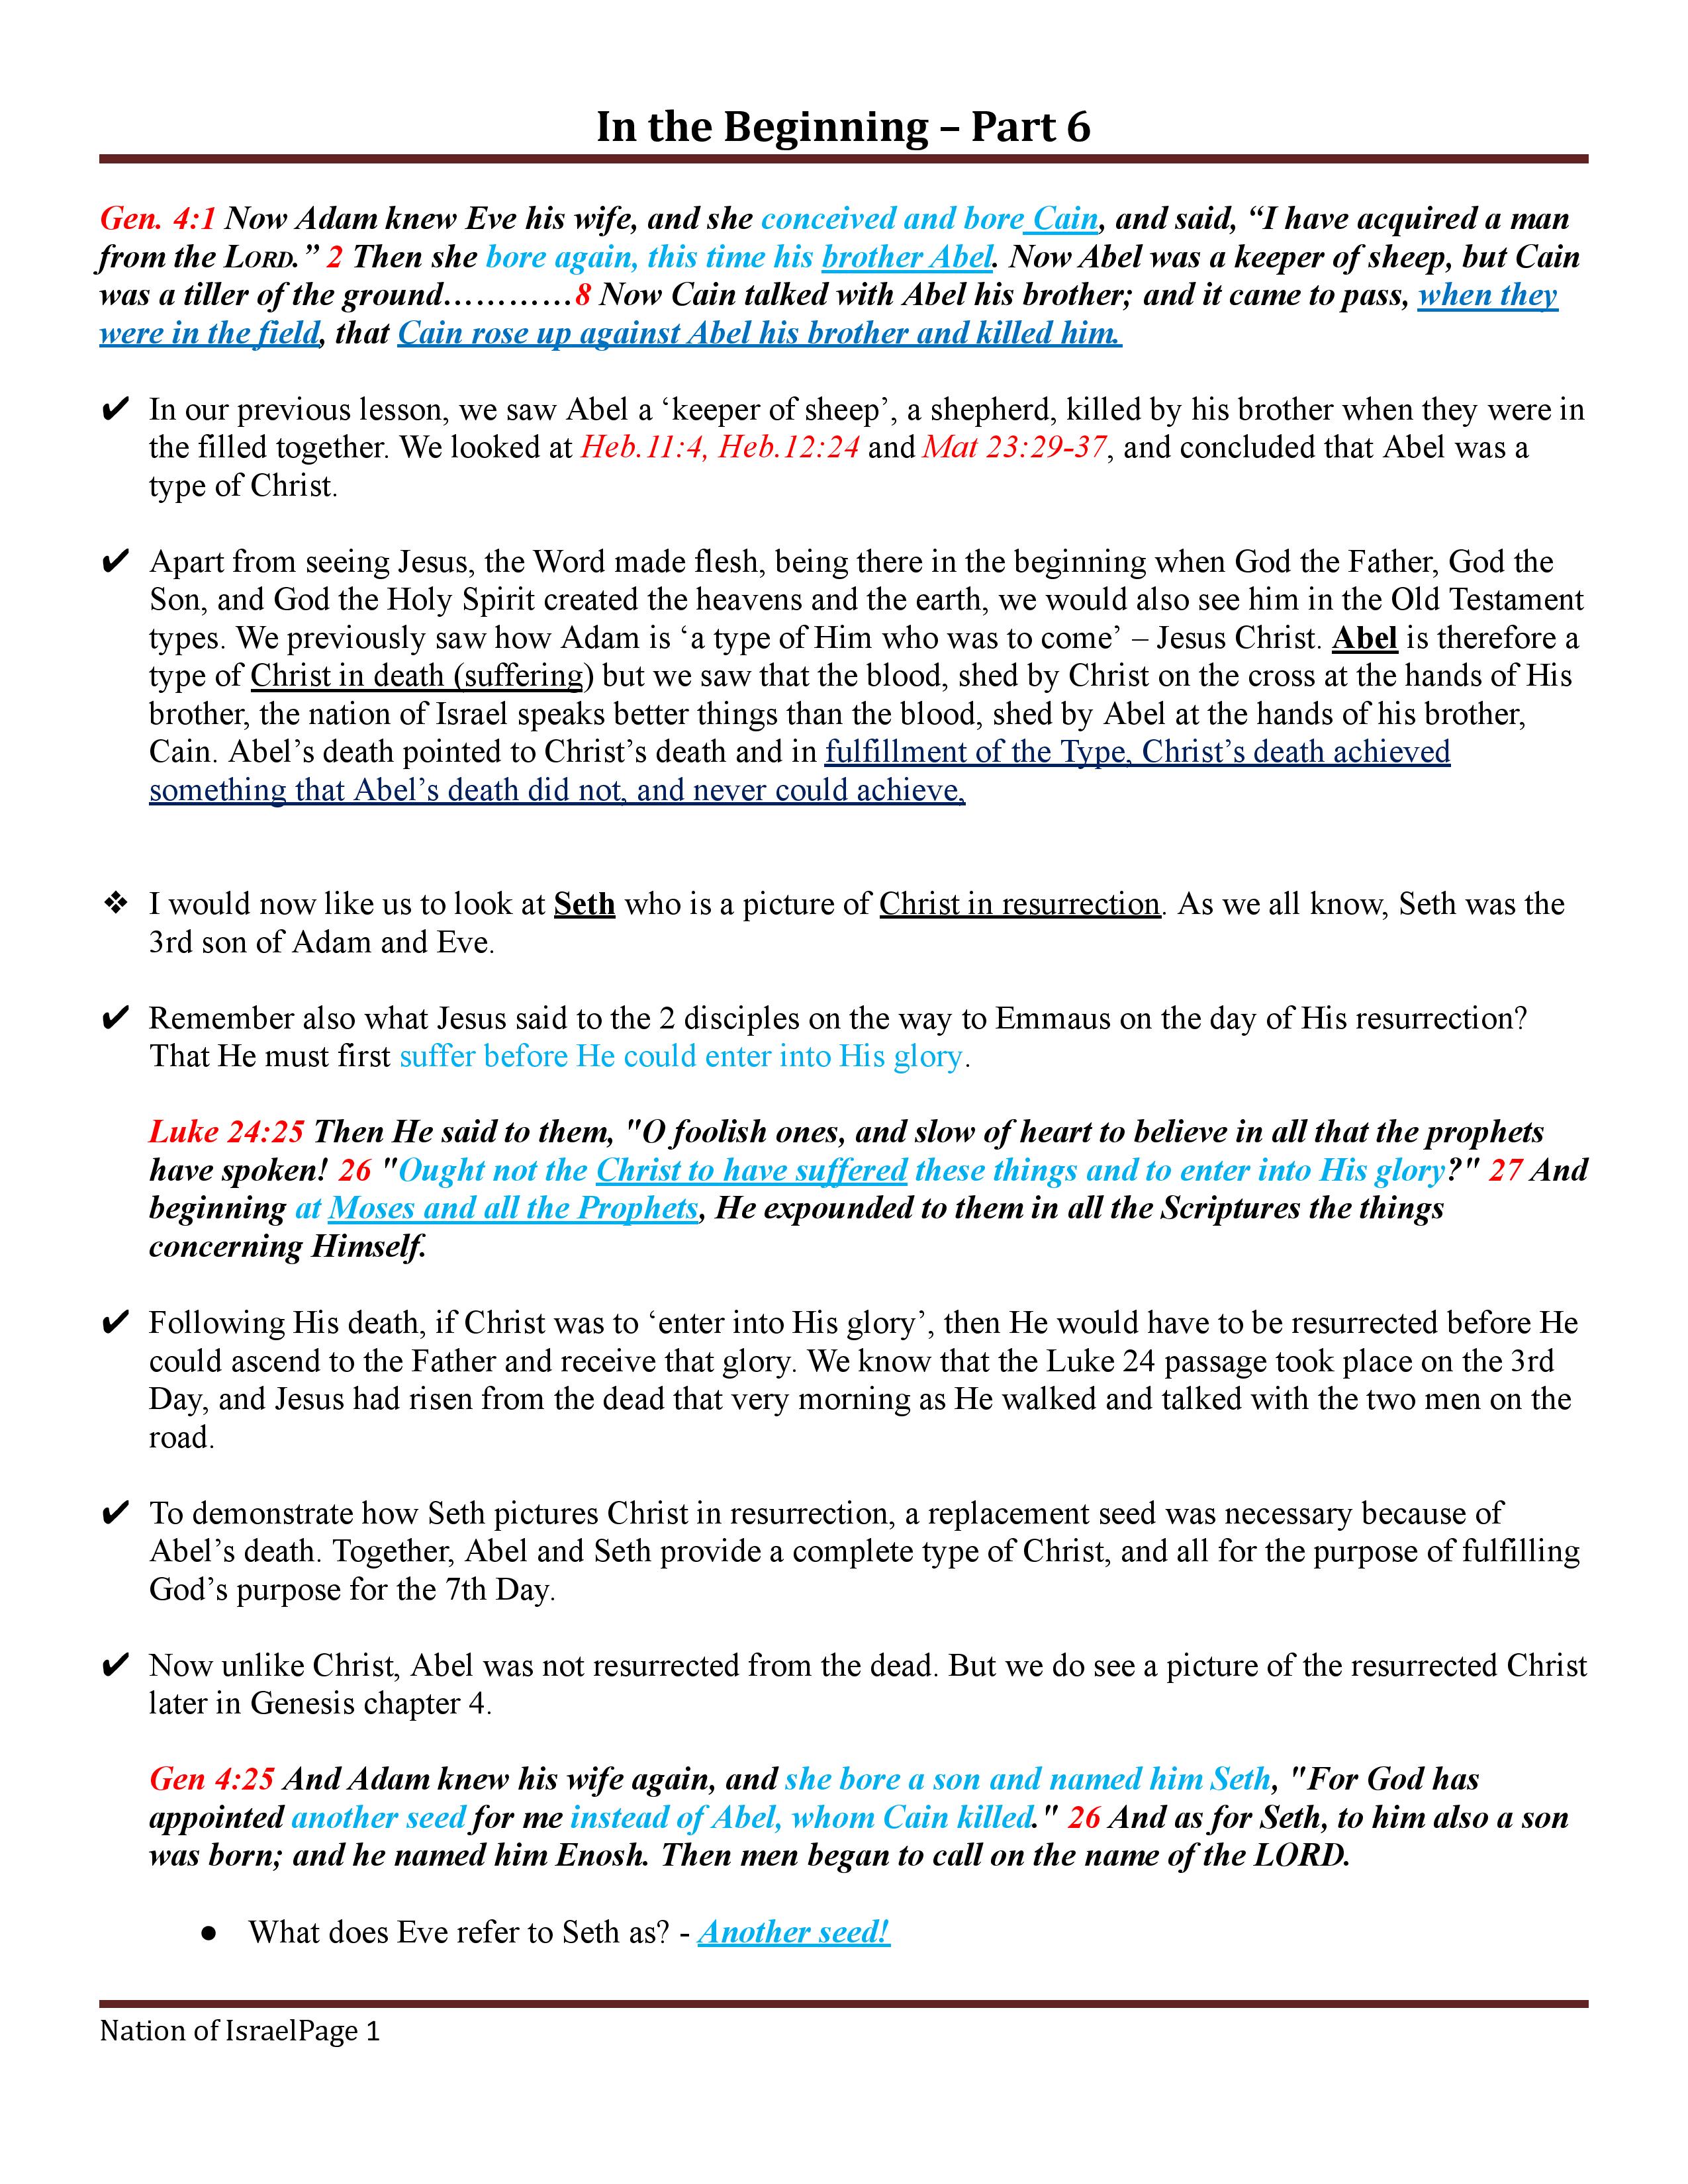 In the Beginning – Part 6
Gen. 4:1 Now Adam knew Eve his wife, and she conceived and bore Cain, and said, “I have acquired a man
from the LORD.” 2 Then she bore again, this time his brother Abel. Now Abel was a keeper of sheep, but Cain
was a tiller of the ground…………8 Now Cain talked with Abel his brother; and it came to pass, when they
were in the field, that Cain rose up against Abel his brother and killed him.
✔ In our previous lesson, we saw Abel a ‘keeper of sheep’, a shepherd, killed by his brother when they were in
the filled together. We looked at Heb.11:4, Heb.12:24 and Mat 23:29-37, and concluded that Abel was a
type of Christ.
✔ Apart from seeing Jesus, the Word made flesh, being there in the beginning when God the Father, God the
Son, and God the Holy Spirit created the heavens and the earth, we would also see him in the Old Testament
types. We previously saw how Adam is ‘a type of Him who was to come’ – Jesus Christ. Abel is therefore a
type of Christ in death (suffering) but we saw that the blood, shed by Christ on the cross at the hands of His
brother, the nation of Israel speaks better things than the blood, shed by Abel at the hands of his brother,
Cain. Abel’s death pointed to Christ’s death and in fulfillment of the Type, Christ’s death achieved
something that Abel’s death did not, and never could achieve,
❖ I would now like us to look at Seth who is a picture of Christ in resurrection. As we all know, Seth was the
3rd son of Adam and Eve.
✔ Remember also what Jesus said to the 2 disciples on the way to Emmaus on the day of His resurrection?
That He must first suffer before He could enter into His glory.
Luke 24:25 Then He said to them, "O foolish ones, and slow of heart to believe in all that the prophets
have spoken! 26 "Ought not the Christ to have suffered these things and to enter into His glory?" 27 And
beginning at Moses and all the Prophets, He expounded to them in all the Scriptures the things
concerning Himself.
✔ Following His death, if Christ was to ‘enter into His glory’, then He would have to be resurrected before He
could ascend to the Father and receive that glory. We know that the Luke 24 passage took place on the 3rd
Day, and Jesus had risen from the dead that very morning as He walked and talked with the two men on the
road.
✔ To demonstrate how Seth pictures Christ in resurrection, a replacement seed was necessary because of
Abel’s death. Together, Abel and Seth provide a complete type of Christ, and all for the purpose of fulfilling
God’s purpose for the 7th Day.
✔ Now unlike Christ, Abel was not resurrected from the dead. But we do see a picture of the resurrected Christ
later in Genesis chapter 4.
Gen 4:25 And Adam knew his wife again, and she bore a son and named him Seth, "For God has
appointed another seed for me instead of Abel, whom Cain killed." 26 And as for Seth, to him also a son
was born; and he named him Enosh. Then men began to call on the name of the LORD.
● What does Eve refer to Seth as? - Another seed!
Nation of IsraelPage 1